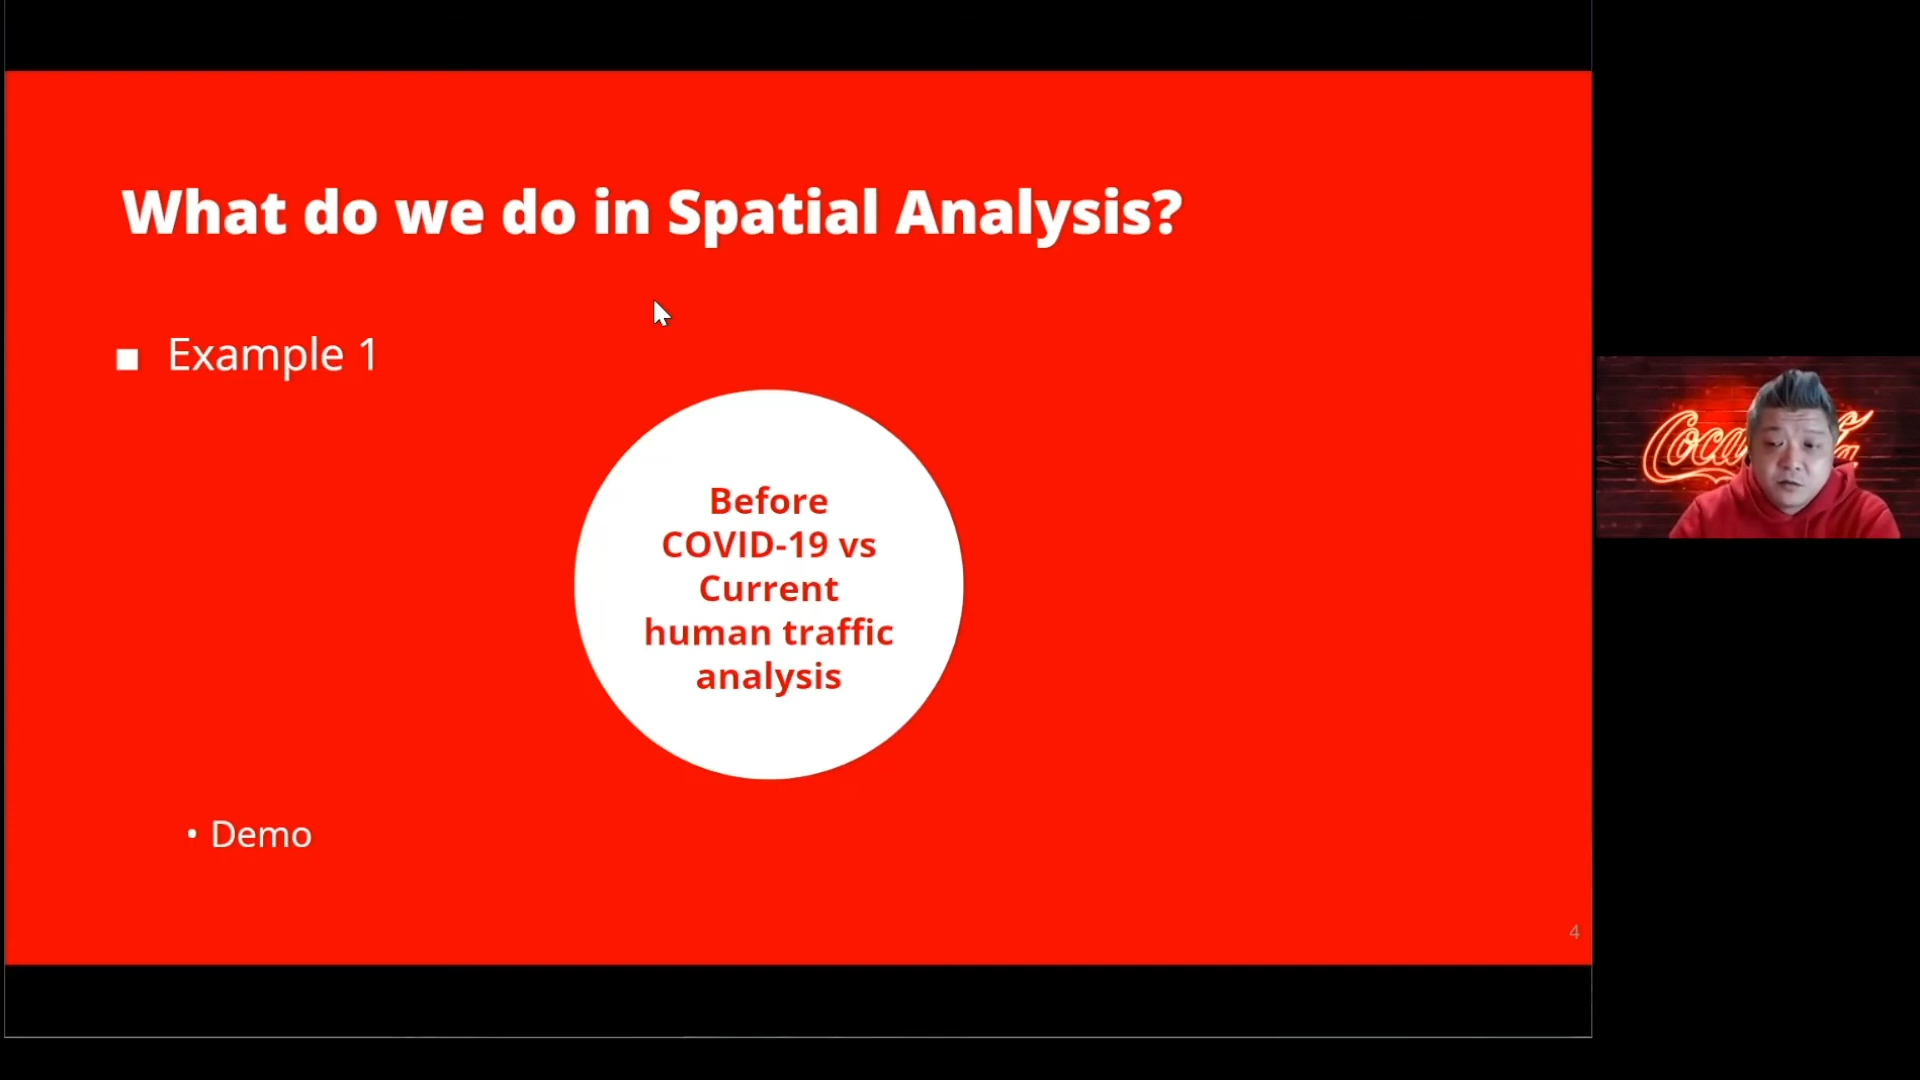 What do we do in Spatial Analysis?
Example 1
Before
COVID-19 vs
Current
human traffic
analysis
• Demo
4
Coca